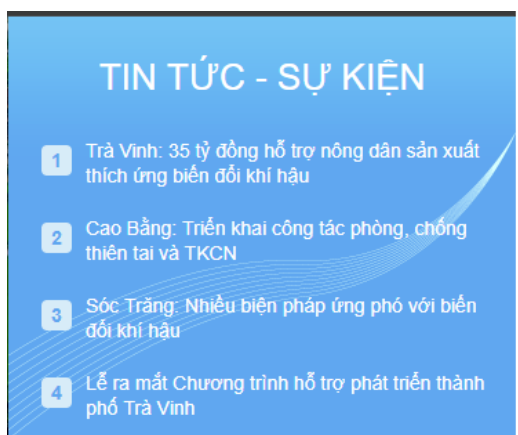 TIN TỨC - SỰ KIỆN
1 Trà Vinh: 35 tỷ đồng hỗ trợ nông dân sản xuất
thích ứng biến đổi khí hậu
2 Cao Bằng: Triển khai công tác phòng, chống
thiên tai và TKCN
3 Sóc Trăng: Nhiều biện pháp ứng phó với biến
đổi khí hậu
4 Lễ ra mắt Chương trình hỗ trợ phát triển thành
phố Trà Vinh